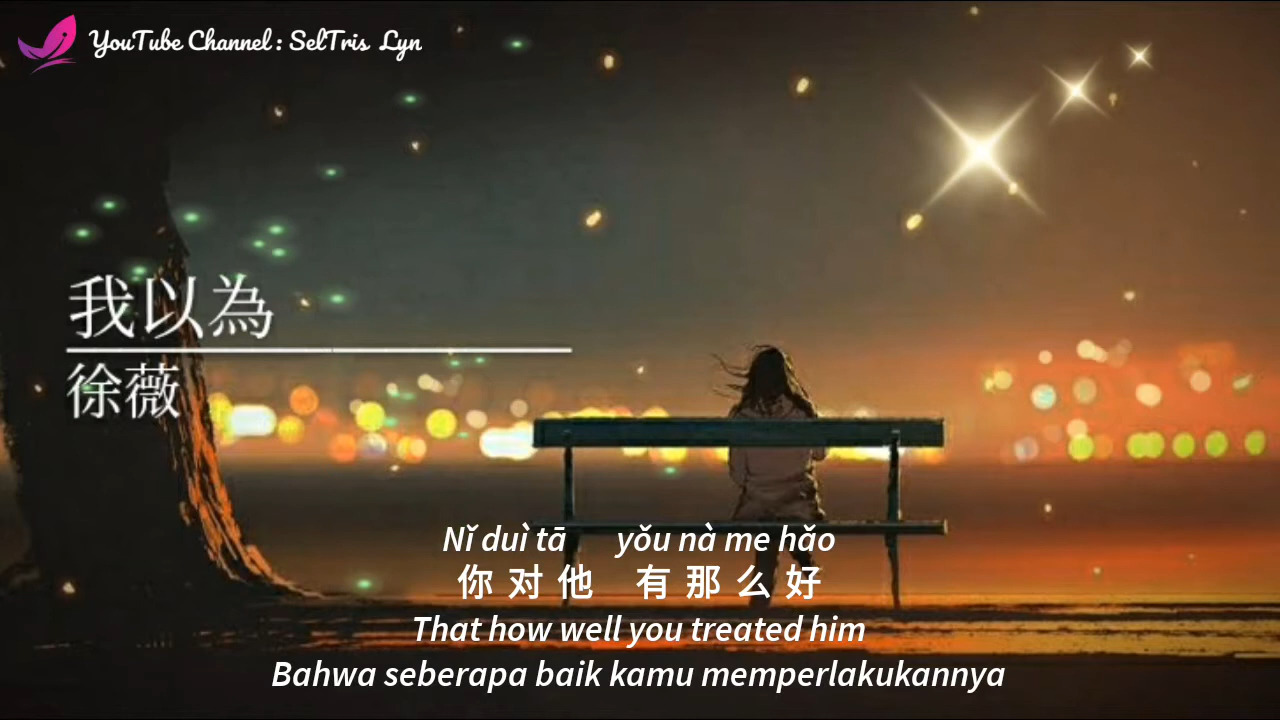 YouTube Channel : SelTris Lyn
我以為
徐薇
Nǐ duì tā yǒu nà me hǎo
你对他 有那么好
That how well you treated him
Bahwa seberapa baik kamu memperlakukannya